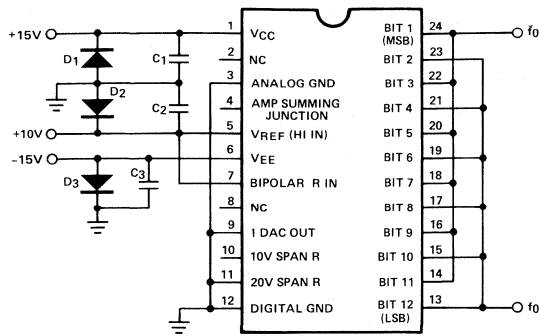 +15V
D1
C1
D2
C2
+10V
-15V
D3
C3
1 VCC
2 NC
3 ANALOG GND
4 AMP SUMMING JUNCTION
5 VREF (HI IN)
6 VEE
7 BIPOLAR R IN
8 NC
9 1 DAC OUT
10 10V SPAN R
11 20V SPAN R
12 DIGITAL GND
BIT 1 (MSB) 24
BIT 2 23
BIT 3 22
BIT 4 21
BIT 5 20
BIT 6 19
BIT 7 18
BIT 8 17
BIT 9 16
BIT 10 15
BIT 11 14
BIT 12 (LSB) 13
f̄0
f0